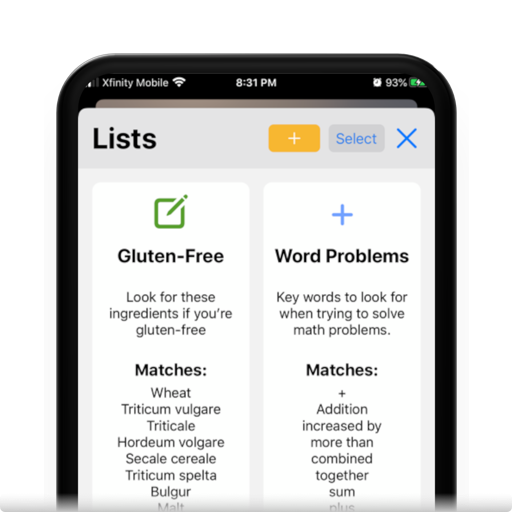 Xfinity Mobile 8:31 PM 93%
Lists + Select
Gluten-Free
Look for these
ingredients if you're
gluten-free
Matches:
Wheat
Triticum vulgare
Triticale
Hordeum volgare
Secale cereale
Triticum spelta
Bulgur
Malt
Word Problems
Key words to look for
when trying to solve
math problems.
Matches:
+
Addition
increased by
more than
combined
together
sum
plus